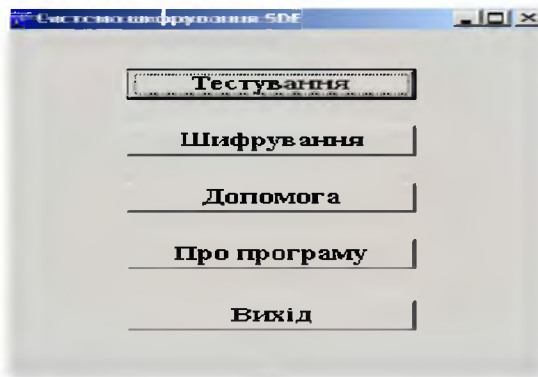 Система шифрування SDE
Тестування
Шифрування
Допомога
Про програму
Вихід